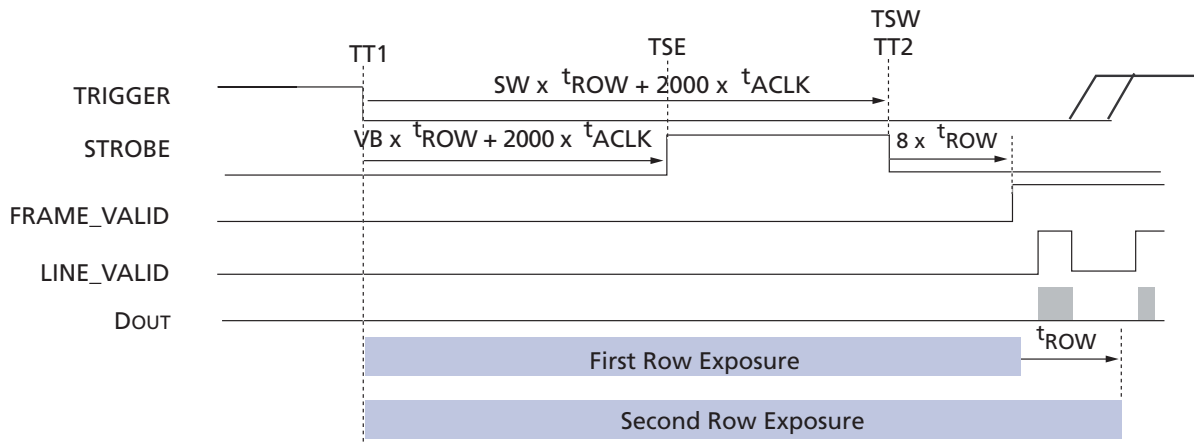 TSW
TT1 TSE TT2
TRIGGER SW x tROW + 2000 x tACLK
STROBE VB x tROW + 2000 x tACLK 8 x tROW
FRAME_VALID
LINE_VALID
DOUT
First Row Exposure tROW
Second Row Exposure